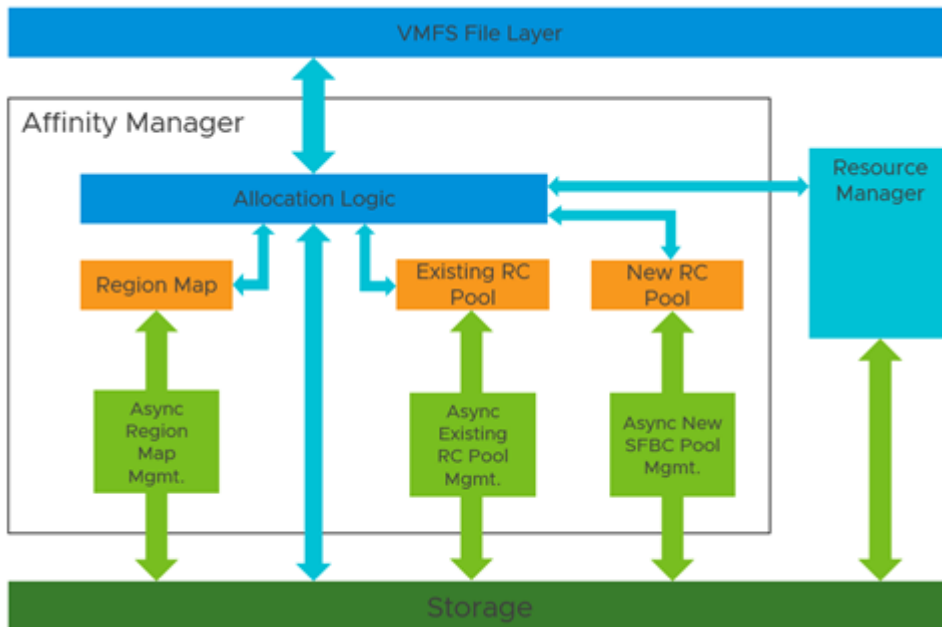 VMFS File Layer
Affinity Manager
Allocation Logic
Resource
Manager
Region Map
Existing RC
Pool
New RC
Pool
Async
Region
Map
Mgmt.
Async
Existing
RC Pool
Mgmt.
Async New
SFBC Pool
Mgmt.
Storage